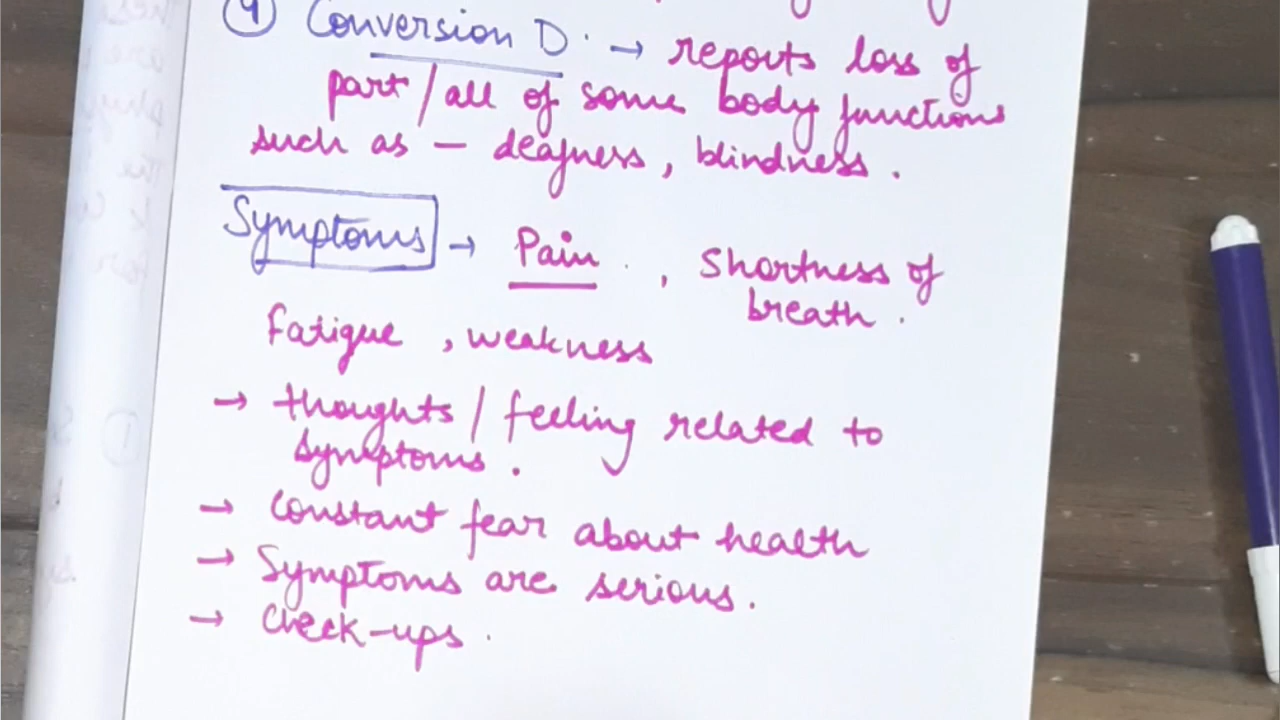 ④ Conversion D. → reports loss of
part/all of some body functions
such as – deafness, blindness.
Symptoms → Pain , Shortness of
breath.
Fatigue, weakness
→ thoughts/feeling related to
symptoms.
→ Constant fear about health
→ Symptoms are serious.
→ Check-ups.